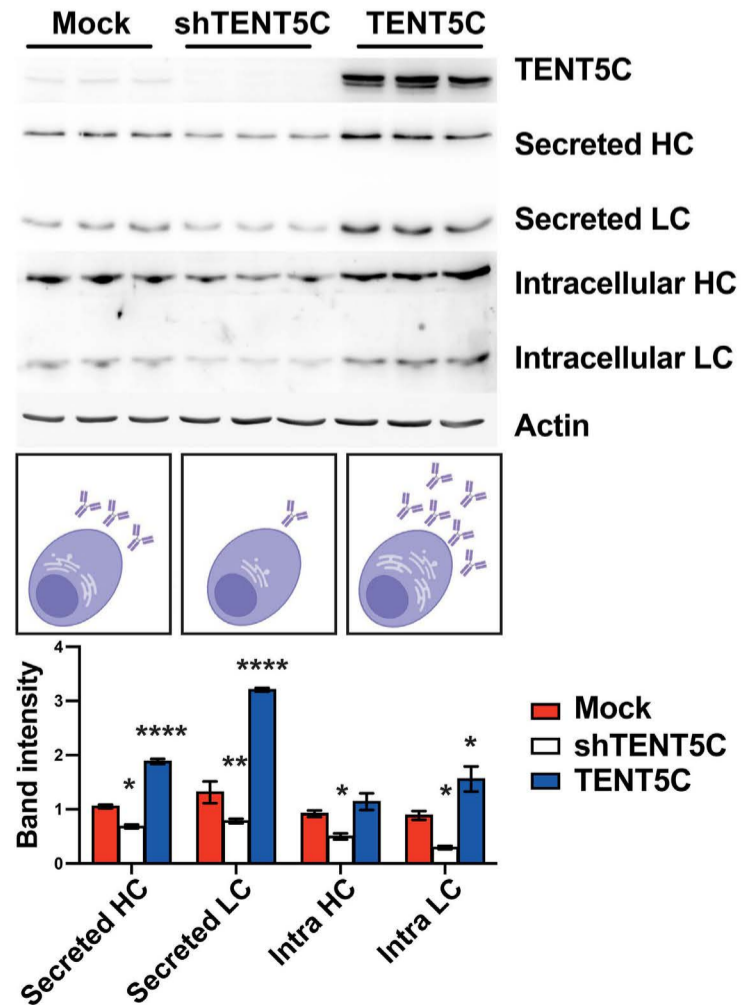 Mock shTENT5C TENT5C
TENT5C
Secreted HC
Secreted LC
Intracellular HC
Intracellular LC
Actin
Band intensity
4
3
2
1
0
* ****
** ****
*
* *
Secreted HC
Secreted LC
Intra HC
Intra LC
Mock
shTENT5C
TENT5C